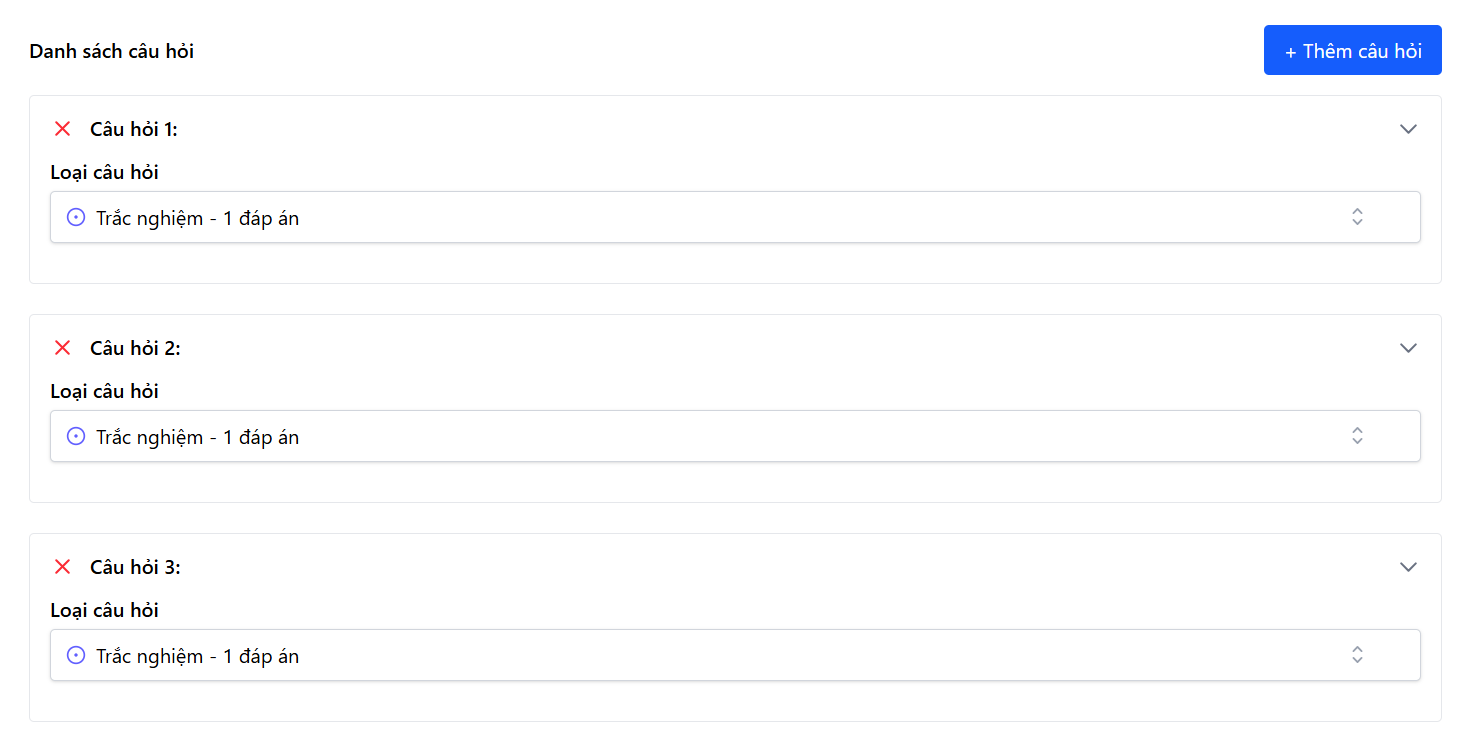 Danh sách câu hỏi
+ Thêm câu hỏi
Câu hỏi 1:
Loại câu hỏi
Trắc nghiệm - 1 đáp án
Câu hỏi 2:
Loại câu hỏi
Trắc nghiệm - 1 đáp án
Câu hỏi 3:
Loại câu hỏi
Trắc nghiệm - 1 đáp án